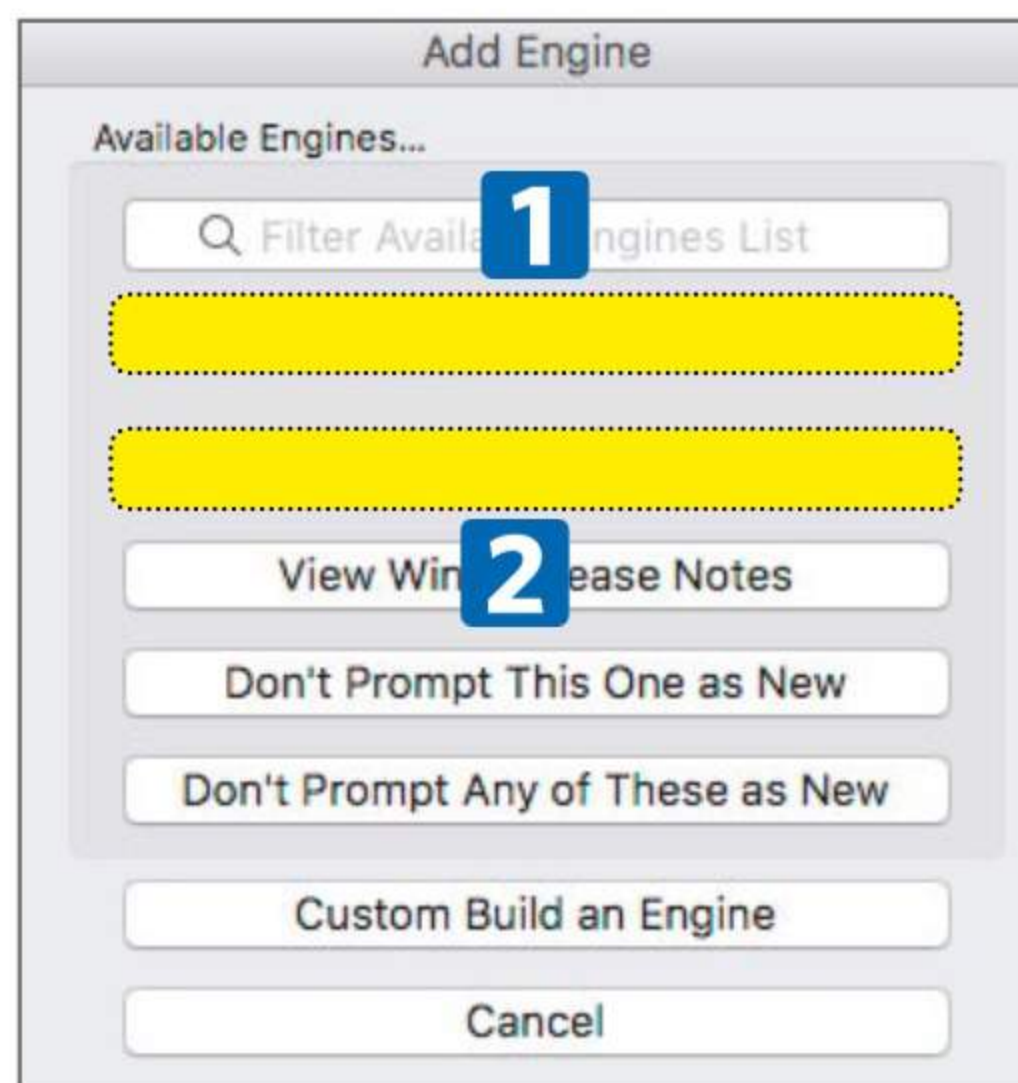 Add Engine
Available Engines...
Filter Availa 1 ngines List
View Win 2 ease Notes
Don't Prompt This One as New
Don't Prompt Any of These as New
Custom Build an Engine
Cancel